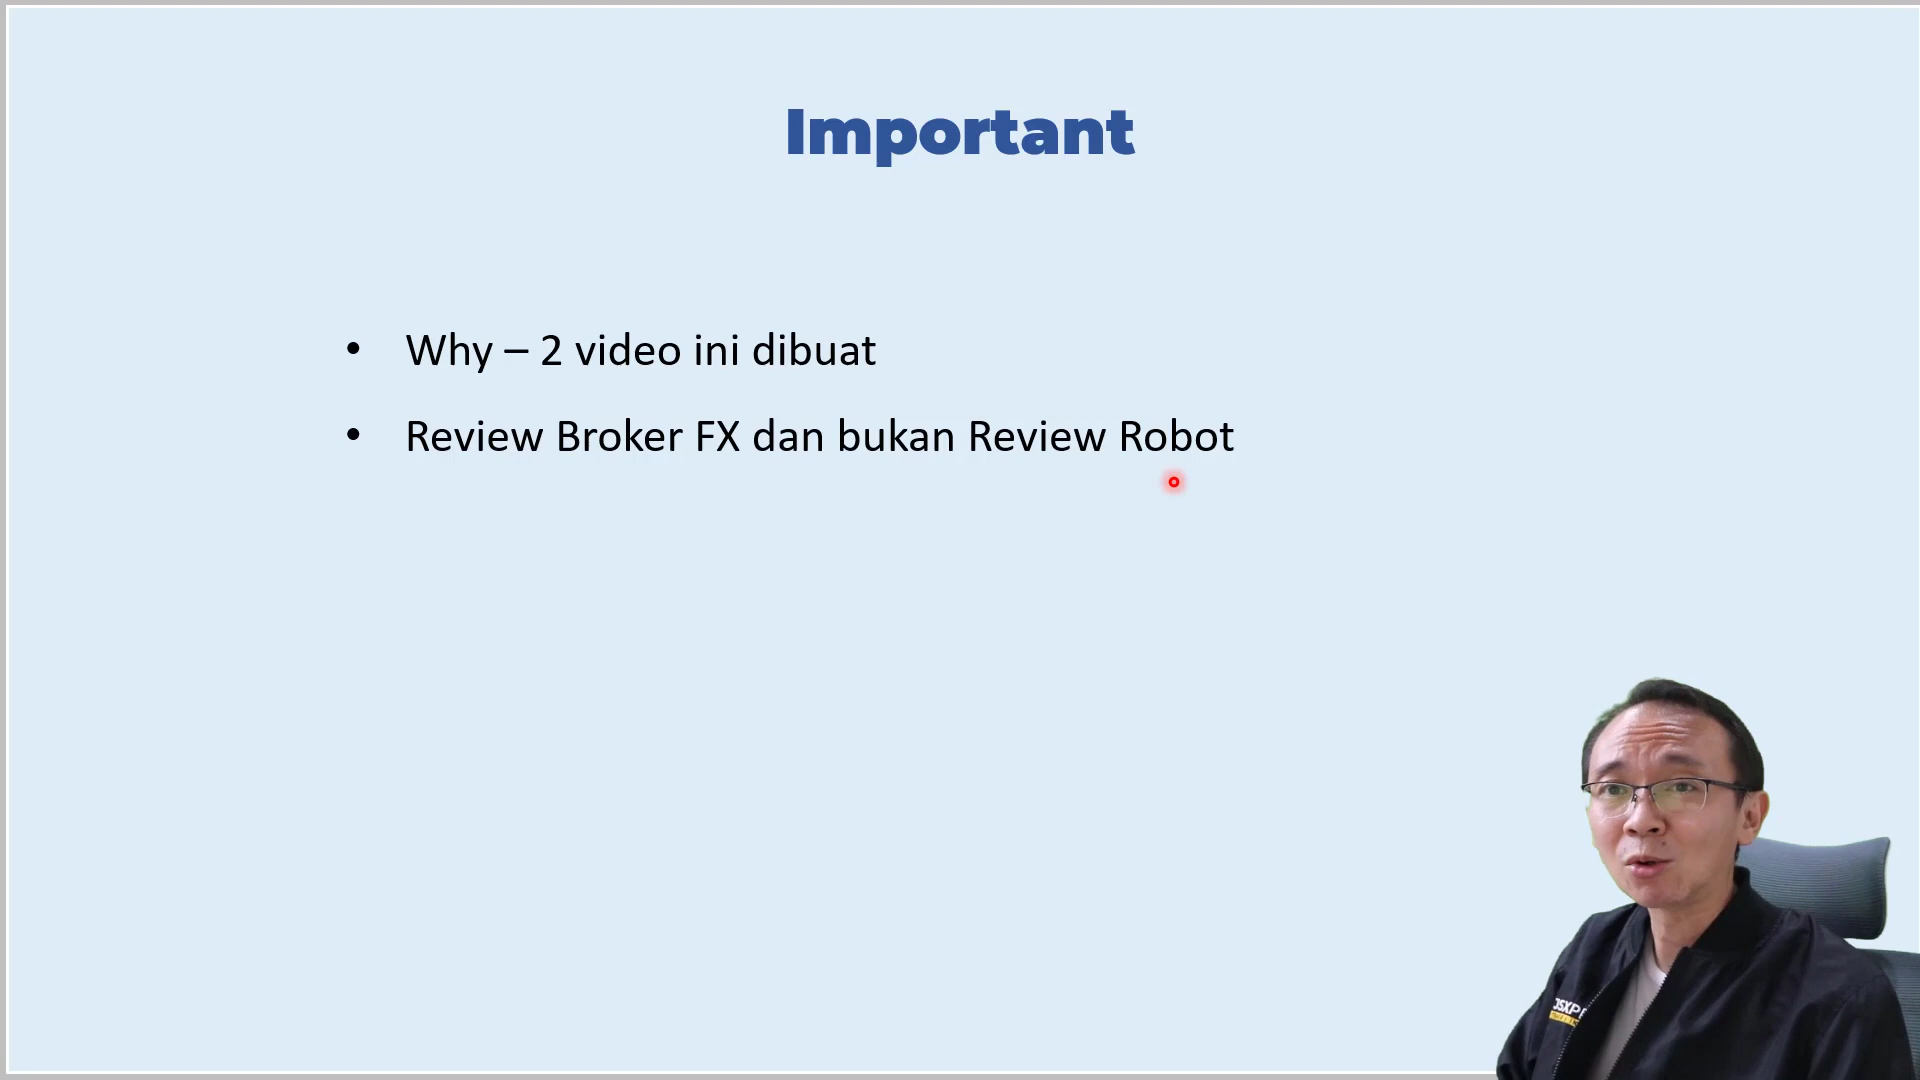 Important
• Why – 2 video ini dibuat
• Review Broker FX dan bukan Review Robot